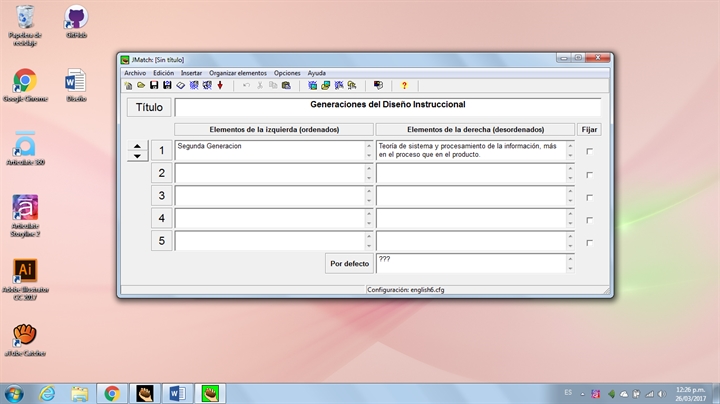 Papelera de
reciclaje
GitHub
Google Chrome
Diseño
Articulate 360
Articulate
Storyline 2
Adobe Illustrator
CC 2017
aTube Catcher
JMatch: [Sin título]
Archivo Edición Insertar Organizar elementos Opciones Ayuda
Título
Generaciones del Diseño Instruccional
Elementos de la izquierda (ordenados)
Elementos de la derecha (desordenados)
Fijar
1
Segunda Generacion
Teoría de sistema y procesamiento de la información, más
en el proceso que en el producto.
2
3
4
5
Por defecto
???
Configuración: english6.cfg
ES
12:26 p.m.
26/03/2017